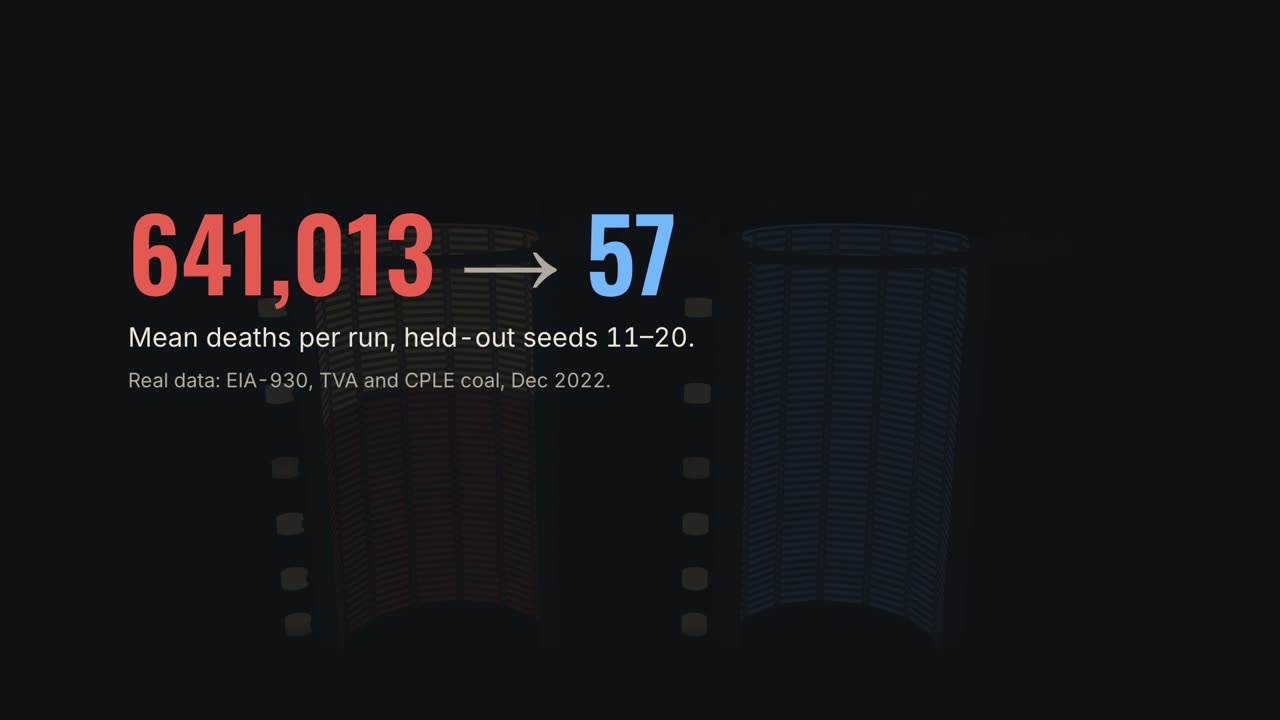 641,013 → 57
Mean deaths per run, held-out seeds 11–20.
Real data: EIA-930, TVA and CPLE coal, Dec 2022.